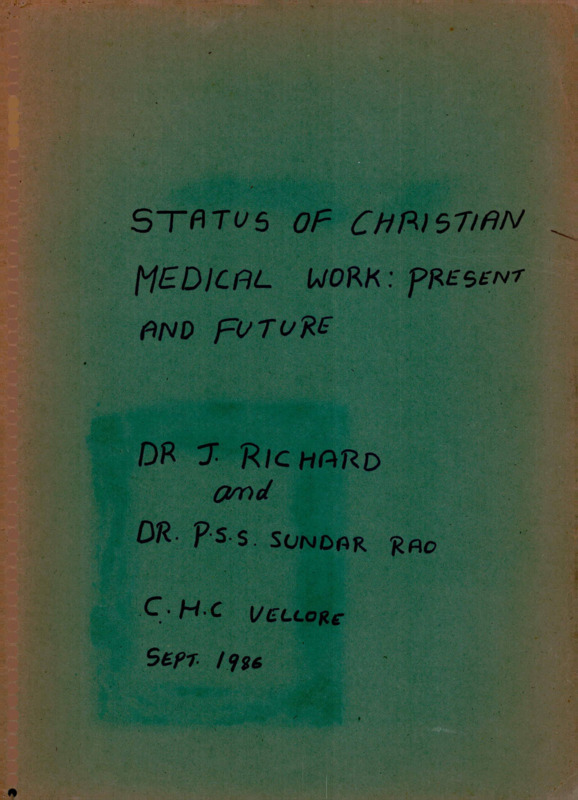 STATUS OF CHRISTIAN
MEDICAL WORK: PRESENT
AND FUTURE
DR J. RICHARD
and
DR. P.S.S. SUNDAR RAO
C.H.C VELLORE
SEPT. 1986